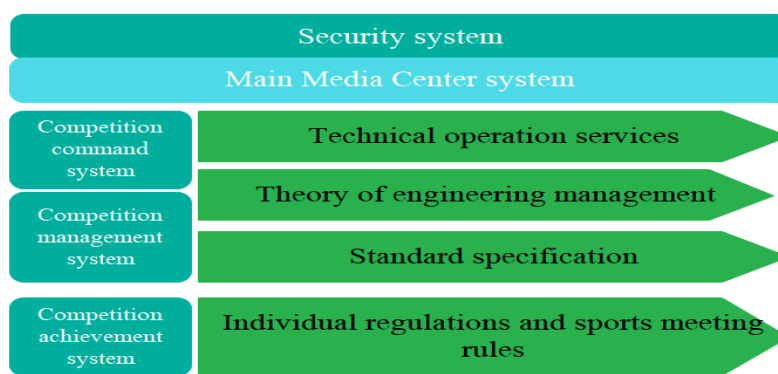 Security system
Main Media Center system
Competition
command
system
Technical operation services
Theory of engineering management
Competition
management
system
Standard specification
Competition
achievement
system
Individual regulations and sports meeting
rules